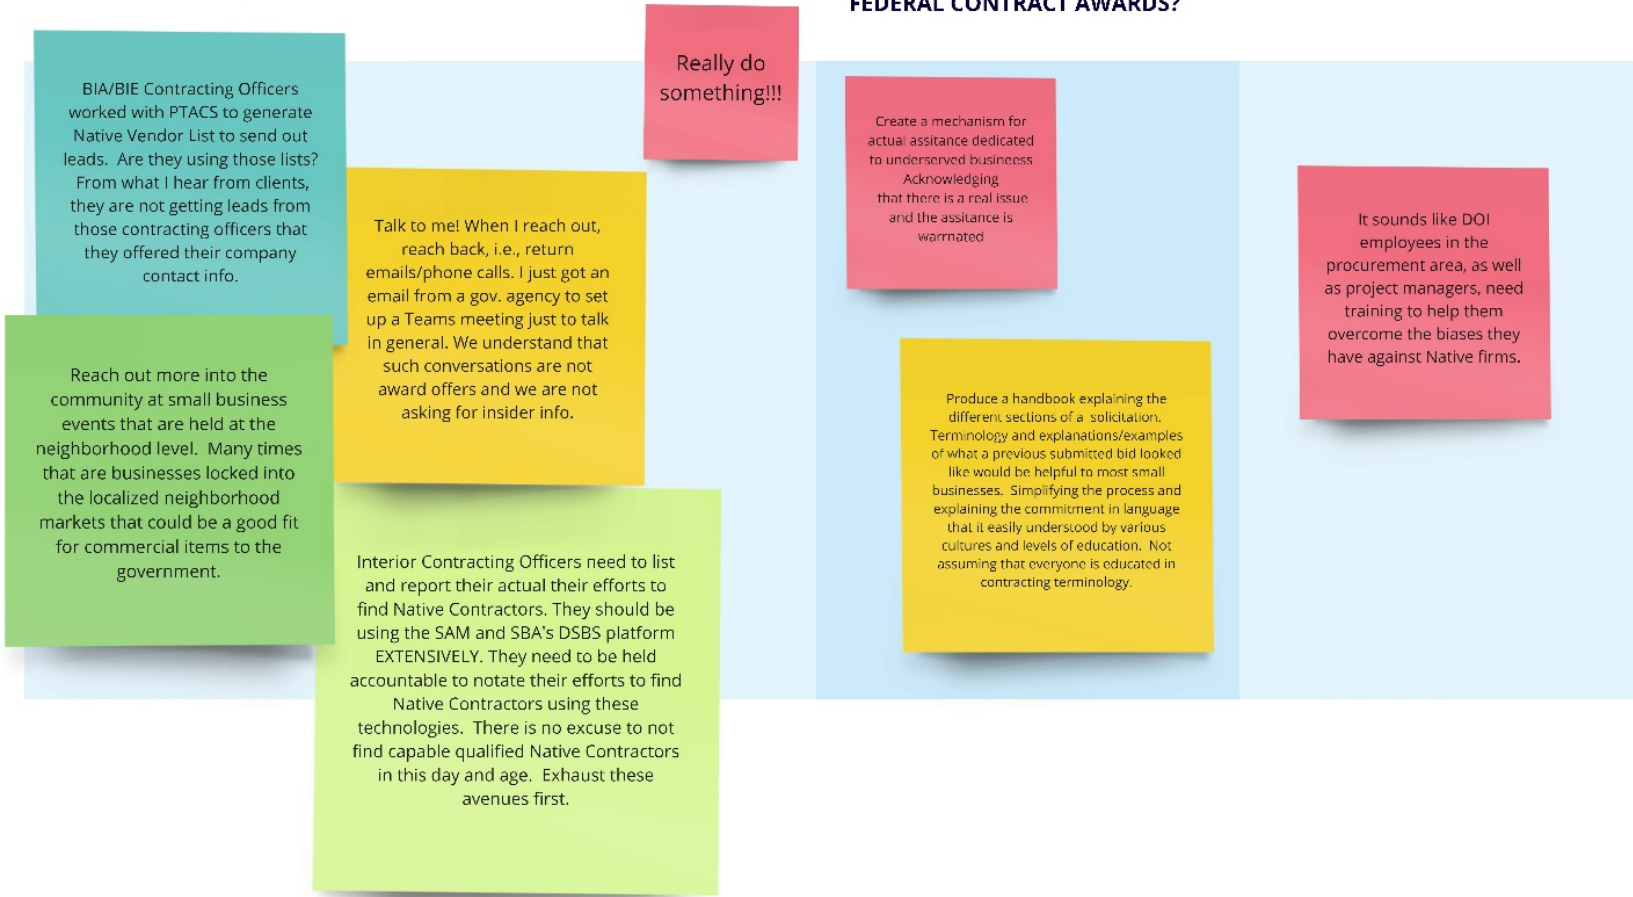 FEDERAL CONTRACT AWARDS?
BIA/BIE Contracting Officers
worked with PTACS to generate
Native Vendor List to send out
leads.  Are they using those lists?
From what I hear from clients,
they are not getting leads from
those contracting officers that
they offered their company
contact info.
Reach out more into the
community at small business
events that are held at the
neighborhood level.  Many times
that are businesses locked into
the localized neighborhood
markets that could be a good fit
for commercial items to the
government.
Talk to me! When I reach out,
reach back, i.e., return
emails/phone calls. I just got an
email from a gov. agency to set
up a Teams meeting just to talk
in general. We understand that
such conversations are not
award offers and we are not
asking for insider info.
Interior Contracting Officers need to list
and report their actual their efforts to
find Native Contractors. They should be
using the SAM and SBA's DSBS platform
EXTENSIVELY. They need to be held
accountable to notate their efforts to find
Native Contractors using these
technologies.  There is no excuse to not
find capable qualified Native Contractors
in this day and age.  Exhaust these
avenues first.
Really do
something!!!
Create a mechanism for
actual assitance dedicated
to underserved busineess
Acknowledging
that there is a real issue
and the assitance is
warrnated
Produce a handbook explaining the
different sections of a  solicitation.
Terminology and explanations/examples
of what a previous submitted bid looked
like would be helpful to most small
businesses.  Simplifying the process and
explaining the commitment in language
that it easily understood by various
cultures and levels of education.  Not
assuming that everyone is educated in
contracting terminology.
It sounds like DOI
employees in the
procurement area, as well
as project managers, need
training to help them
overcome the biases they
have against Native firms.